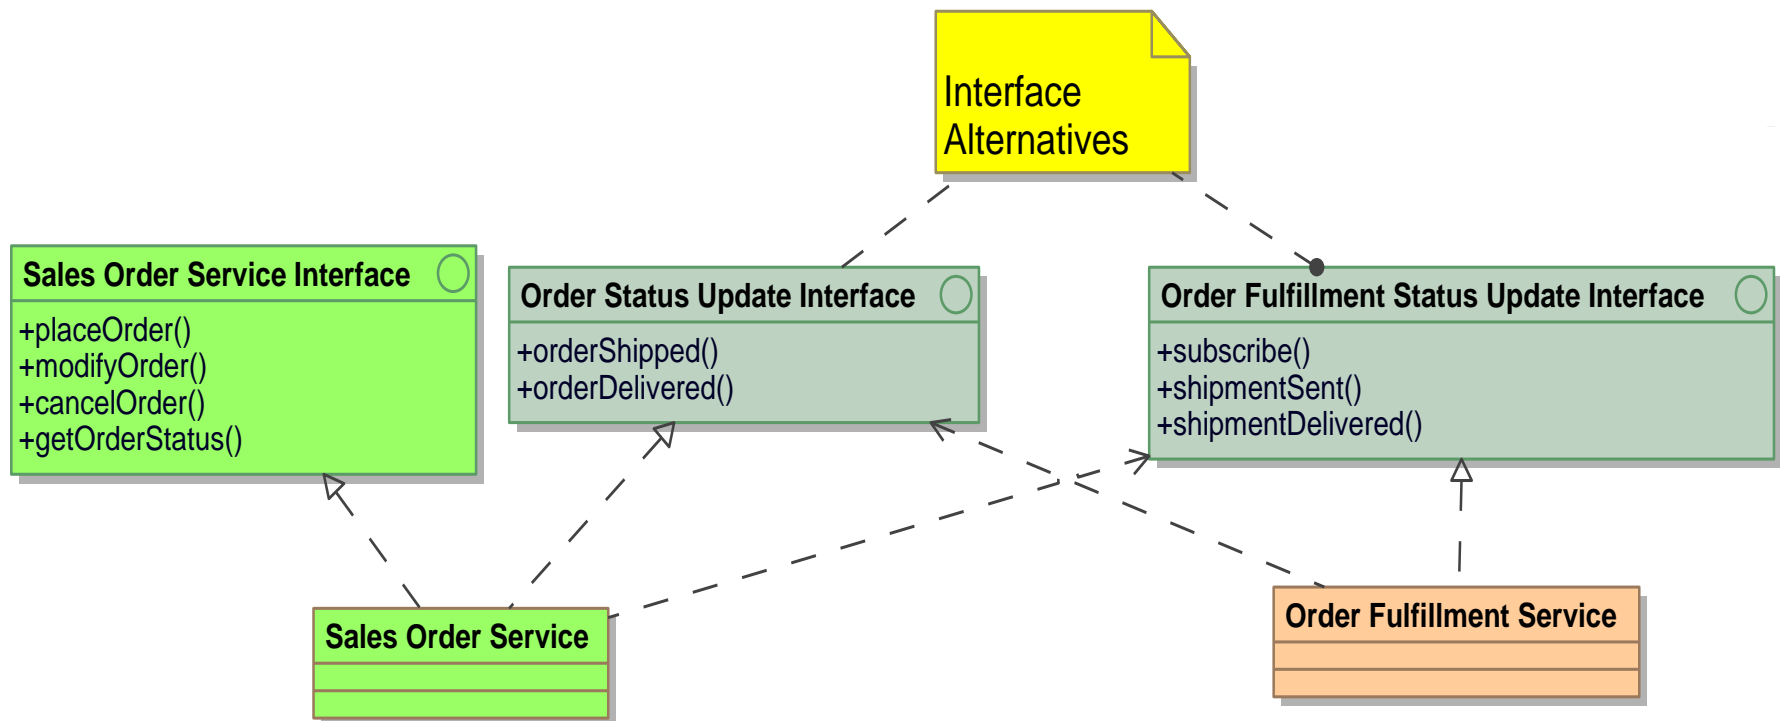 Interface
Alternatives
Sales Order Service Interface
+placeOrder()
+modifyOrder()
+cancelOrder()
+getOrderStatus()
Order Status Update Interface
+orderShipped()
+orderDelivered()
Order Fulfillment Status Update Interface
+subscribe()
+shipmentSent()
+shipmentDelivered()
Sales Order Service
Order Fulfillment Service